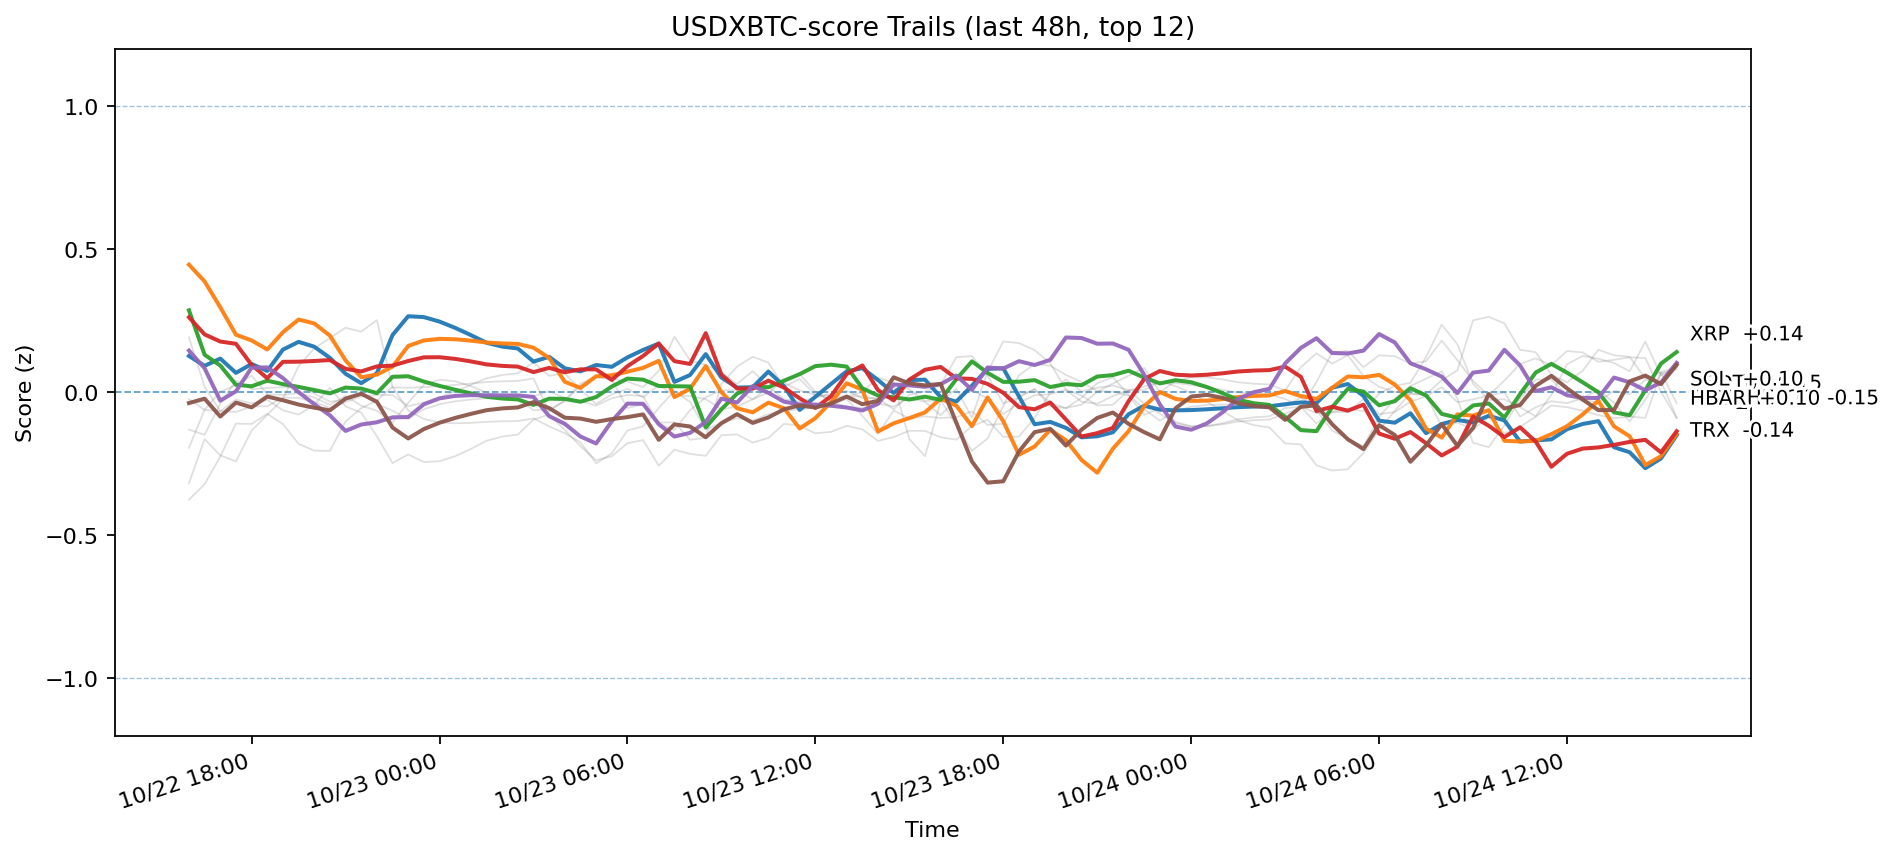 USDXBTC-score Trails (last 48h, top 12)
Score (z)
1.0
0.5
0.0
−0.5
−1.0
XRP +0.14
SOL +0.10
HBAR +0.10 -0.15
TRX -0.14
10/22 18:00
10/23 00:00
10/23 06:00
10/23 12:00
10/23 18:00
10/24 00:00
10/24 06:00
10/24 12:00
Time